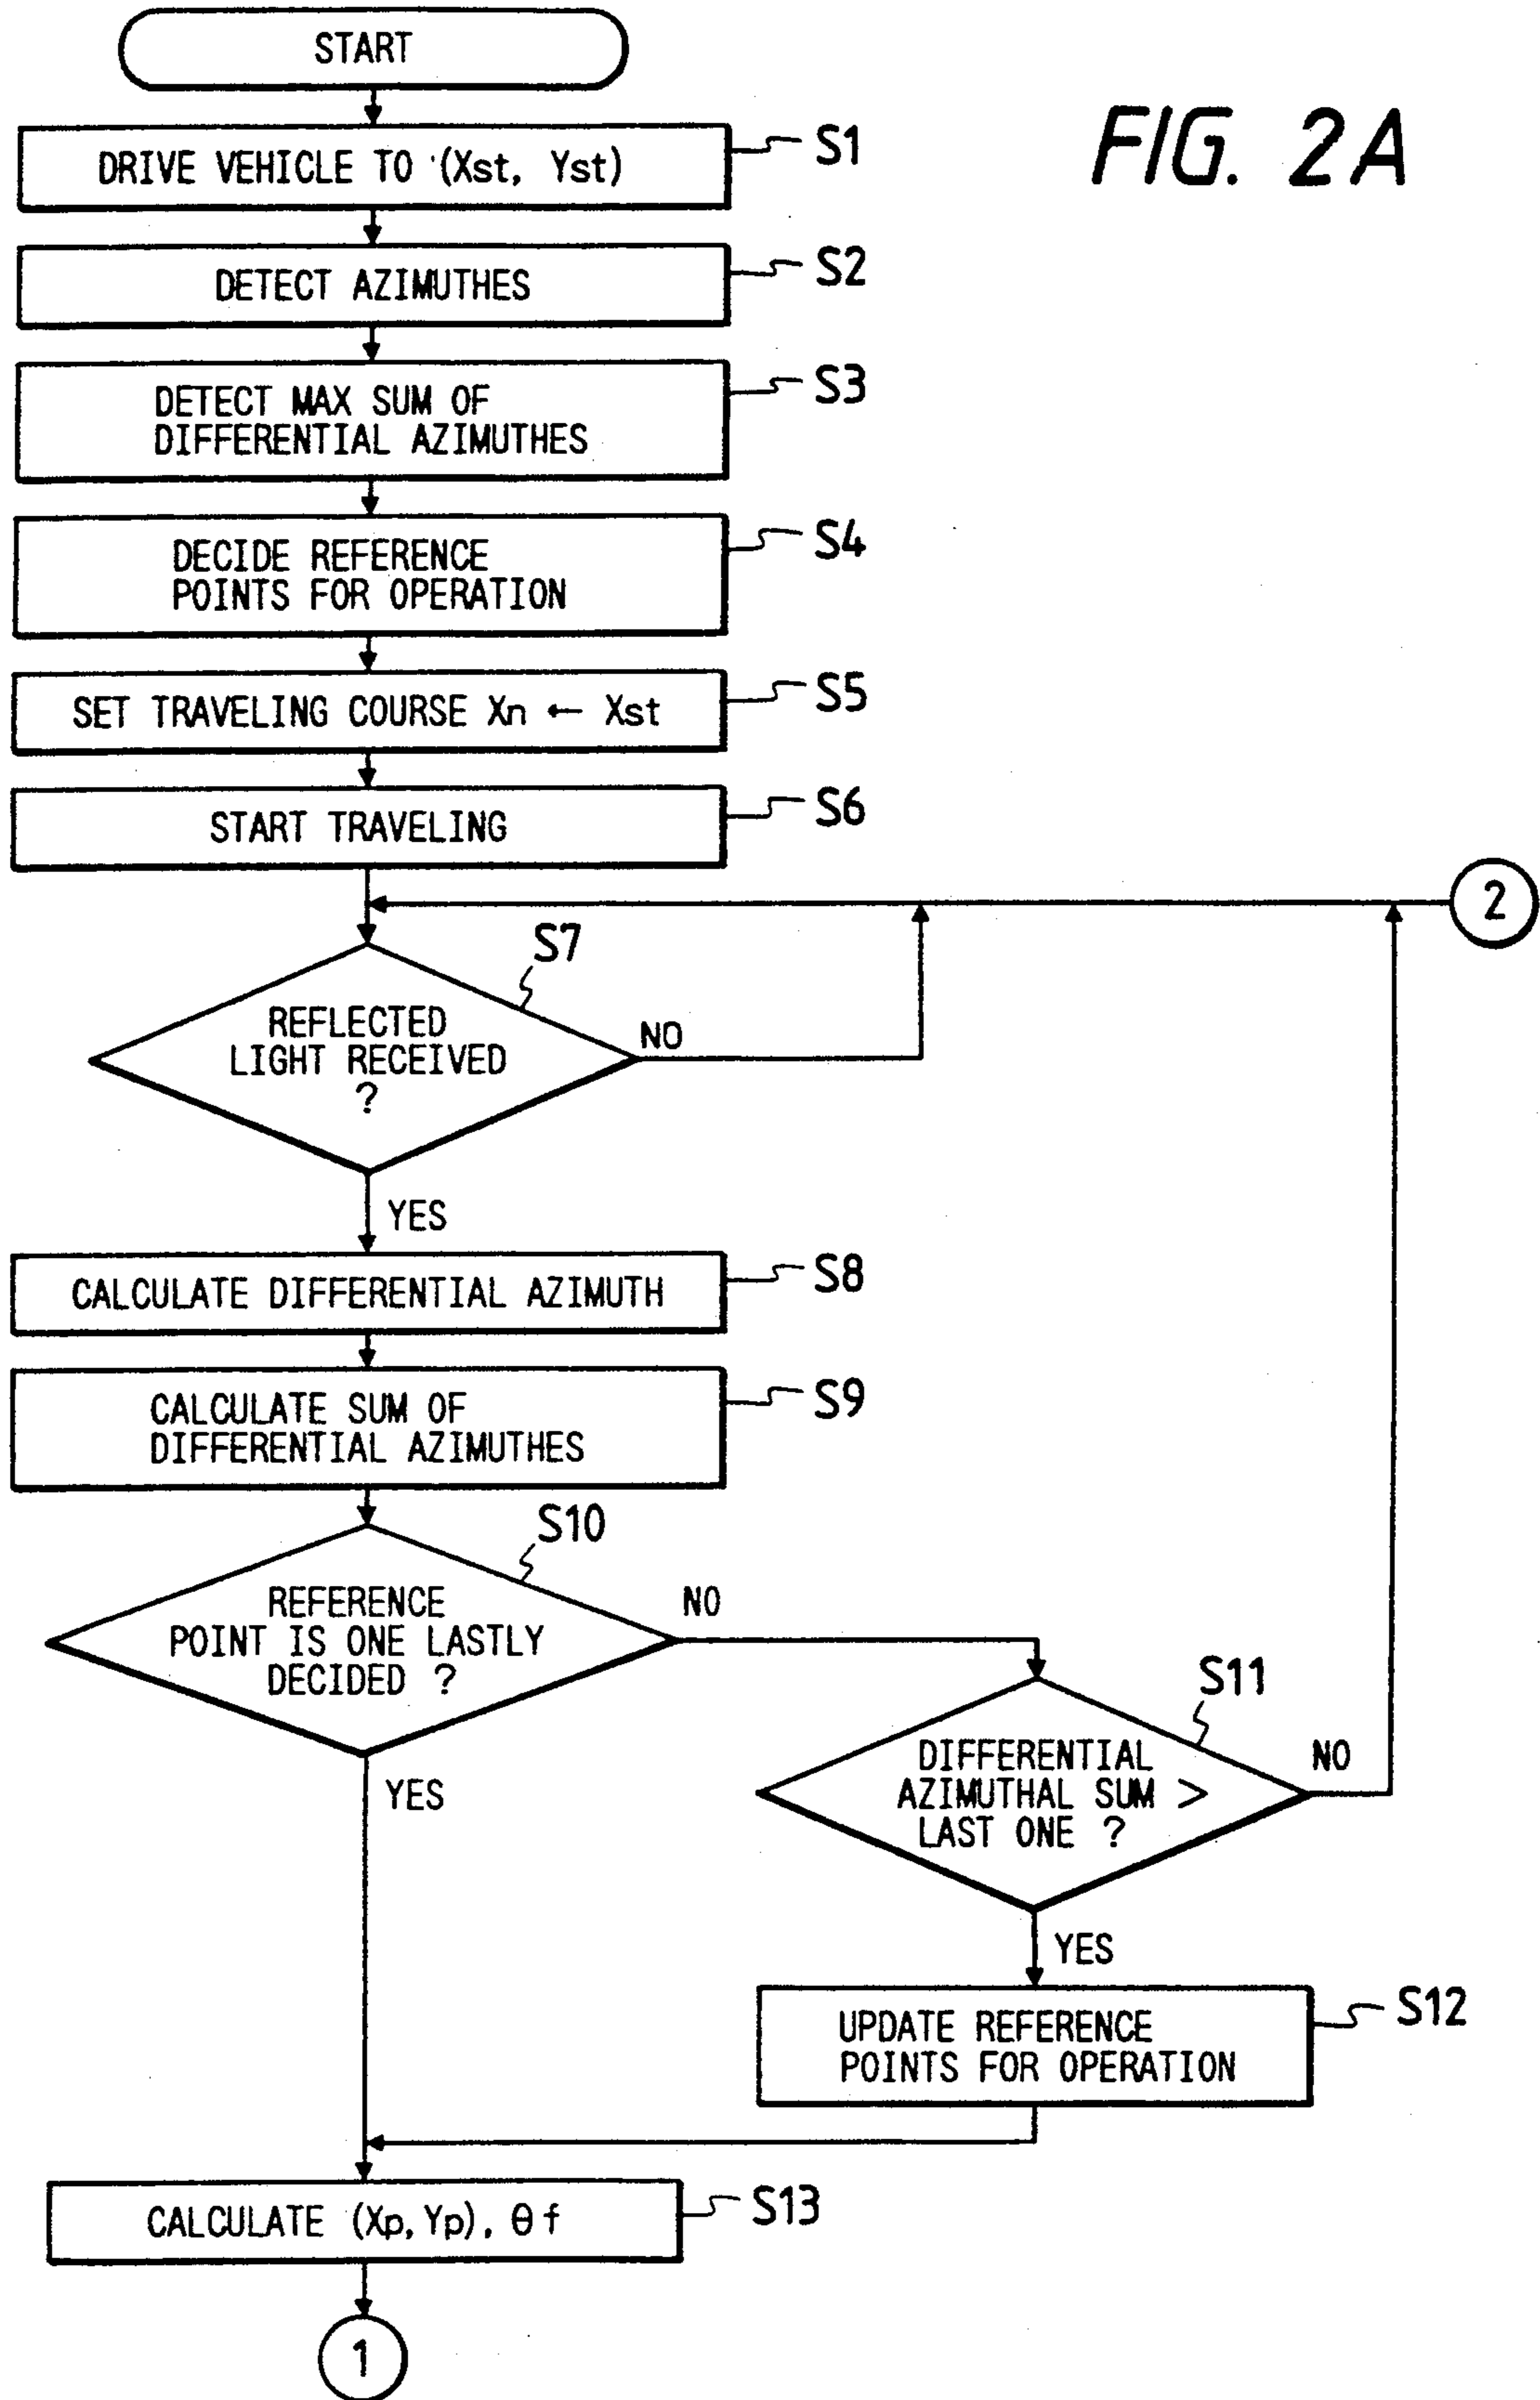 START
FIG. 2A
DRIVE VEHICLE TO (Xst, Yst)
S1
DETECT AZIMUTHES
S2
DETECT MAX SUM OF
DIFFERENTIAL AZIMUTHES
S3
DECIDE REFERENCE
POINTS FOR OPERATION
S4
SET TRAVELING COURSE Xn ← Xst
S5
START TRAVELING
S6
2
S7
REFLECTED
LIGHT RECEIVED
?
NO
YES
CALCULATE DIFFERENTIAL AZIMUTH
S8
CALCULATE SUM OF
DIFFERENTIAL AZIMUTHES
S9
S10
REFERENCE
POINT IS ONE LASTLY
DECIDED ?
NO
YES
S11
DIFFERENTIAL
AZIMUTHAL SUM >
LAST ONE ?
NO
YES
UPDATE REFERENCE
POINTS FOR OPERATION
S12
CALCULATE (Xp, Yp), θf
S13
1